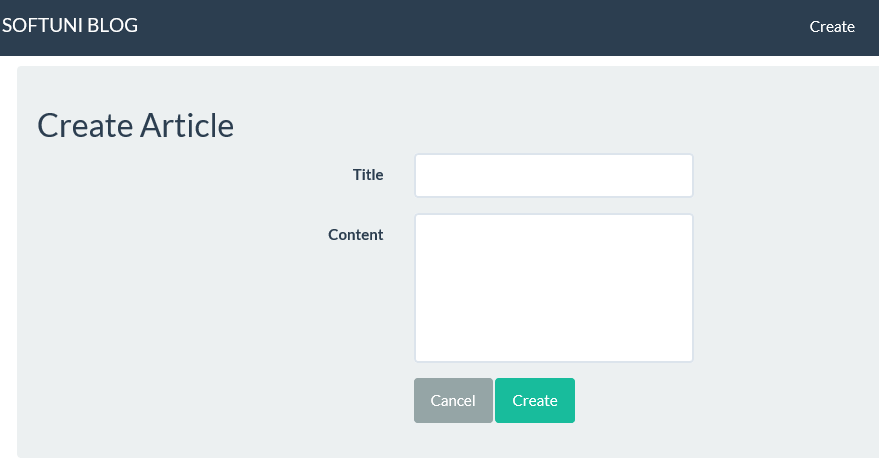 SOFTUNI BLOG
Create
Create Article
Title
Content
Cancel
Create